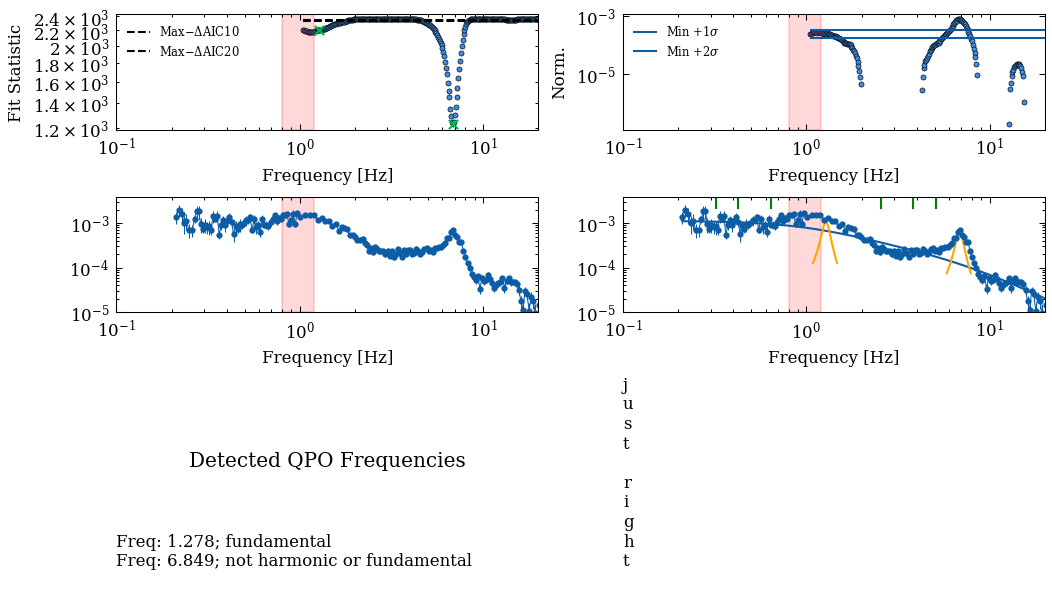 Fit Statistic
2.4 × 10³
2.2 × 10³
2 × 10³
1.8 × 10³
1.6 × 10³
1.4 × 10³
1.2 × 10³
Max−ΔAIC10
Max−ΔAIC20
10⁻¹ 10⁰ 10¹
Frequency [Hz]
Norm.
10⁻³
10⁻⁵
Min +1σ
Min +2σ
10⁻¹ 10⁰ 10¹
Frequency [Hz]
10⁻³
10⁻⁴
10⁻⁵
10⁻¹ 10⁰ 10¹
Frequency [Hz]
10⁻³
10⁻⁴
10⁻⁵
10⁻¹ 10⁰ 10¹
Frequency [Hz]
Detected QPO Frequencies
Freq: 1.278; fundamental
Freq: 6.849; not harmonic or fundamental
j
u
s
t
r
i
g
h
t